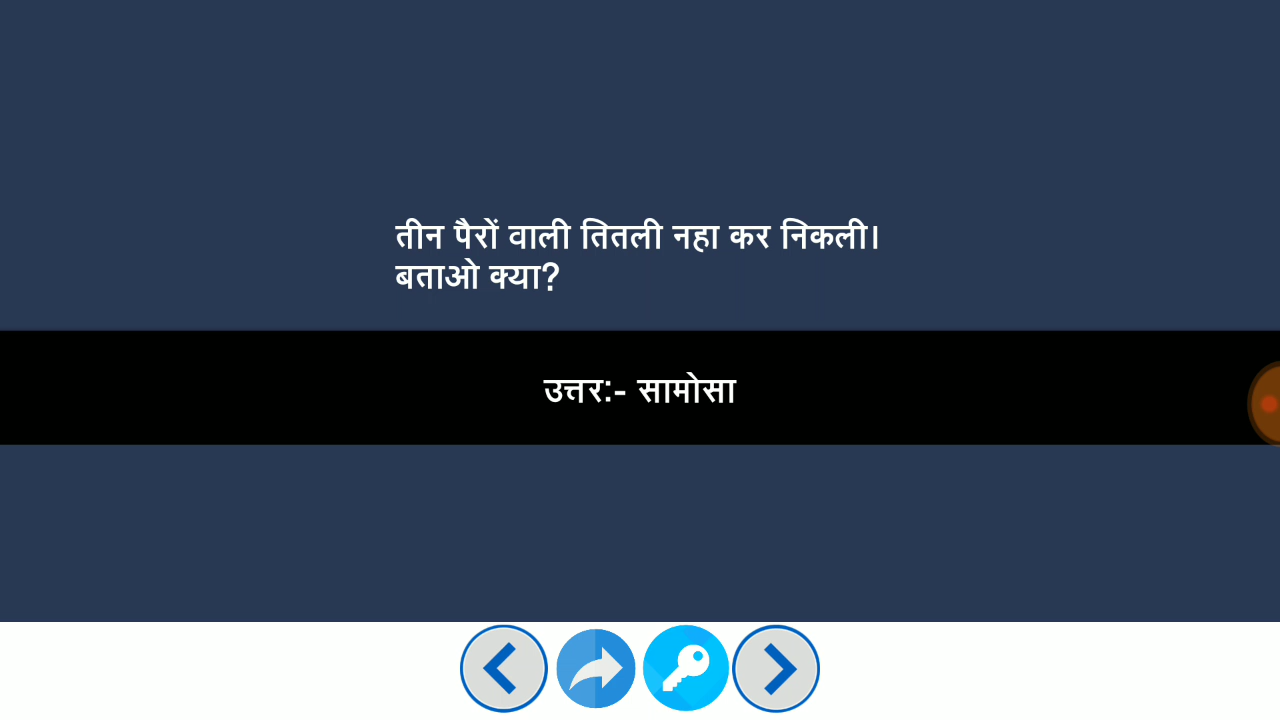 तीन पैरों वाली तितली नहा कर निकली।
बताओ क्या?
उत्तर:- सामोसा